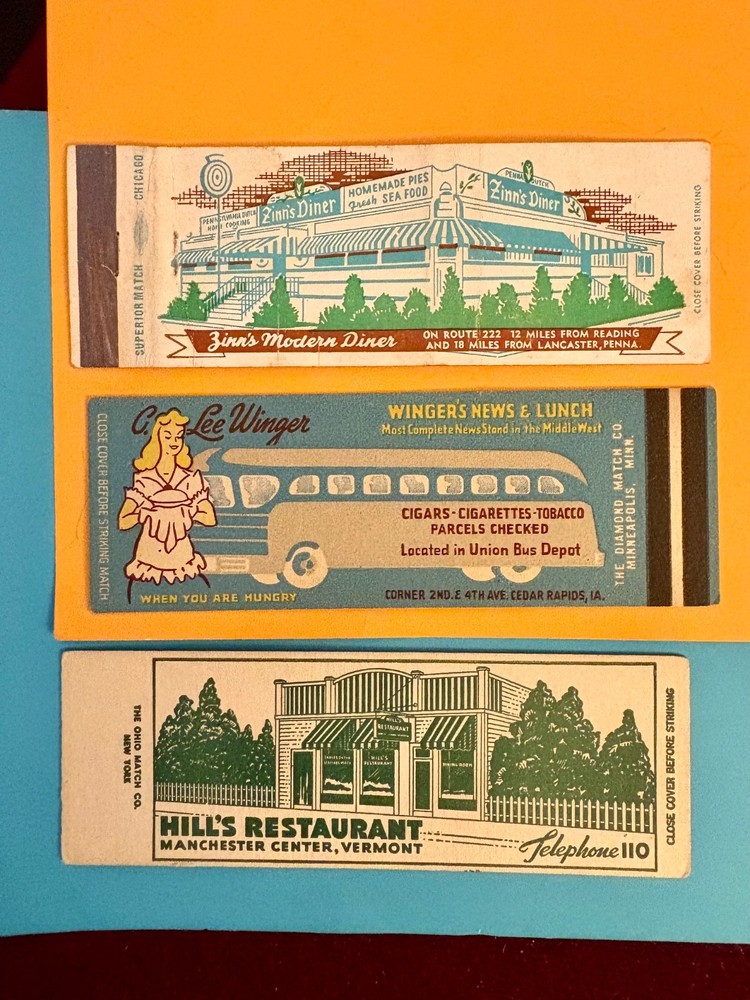 SUPERIOR MATCH CHICAGO
PENNSYLVANIA DUTCH
HOME COOKING
Zinn's Diner
HOMEMADE PIES
Fresh SEA FOOD
PENNA. DUTCH
Zinn's Diner
CLOSE COVER BEFORE STRIKING
Zinn's Modern Diner
ON ROUTE 222 12 MILES FROM READING
AND 18 MILES FROM LANCASTER, PENNA.
CLOSE COVER BEFORE STRIKING MATCH
C. Lee Winger
WINGER'S NEWS & LUNCH
Most Complete News Stand in the Middle West
CIGARS-CIGARETTES-TOBACCO
PARCELS CHECKED
Located in Union Bus Depot
WHEN YOU ARE HUNGRY
CORNER 2ND. & 4TH AVE. CEDAR RAPIDS, IA.
THE DIAMOND MATCH CO.
MINNEAPOLIS, MINN.
THE OHIO MATCH CO.
NEW YORK
HILL'S
RESTAURANT
HILL'S
RESTAURANT
DINING ROOM
HILL'S RESTAURANT
MANCHESTER CENTER, VERMONT
Telephone 110
CLOSE COVER BEFORE STRIKING